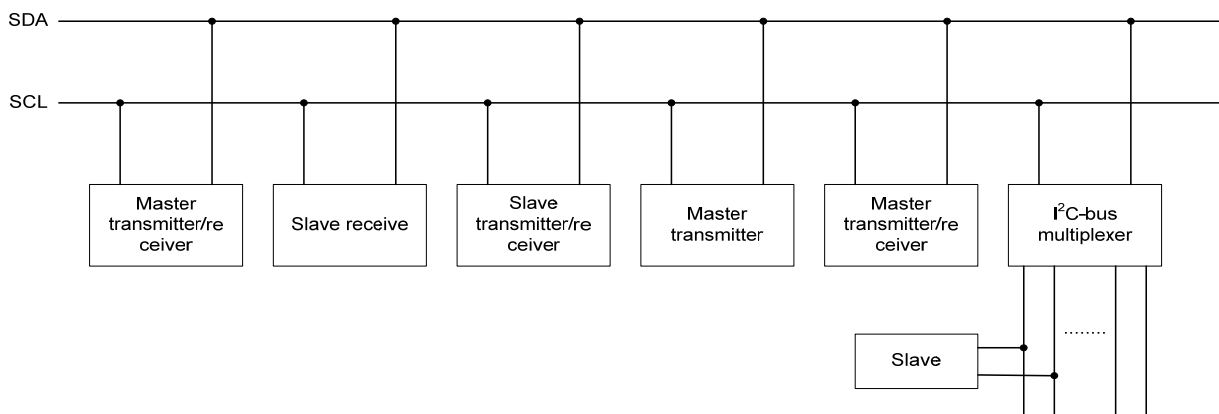 SDA
SCL
Master
transmitter/re
ceiver
Slave receive
Slave
transmitter/re
ceiver
Master
transmitter
Master
transmitter/re
ceiver
I²C-bus
multiplexer
Slave